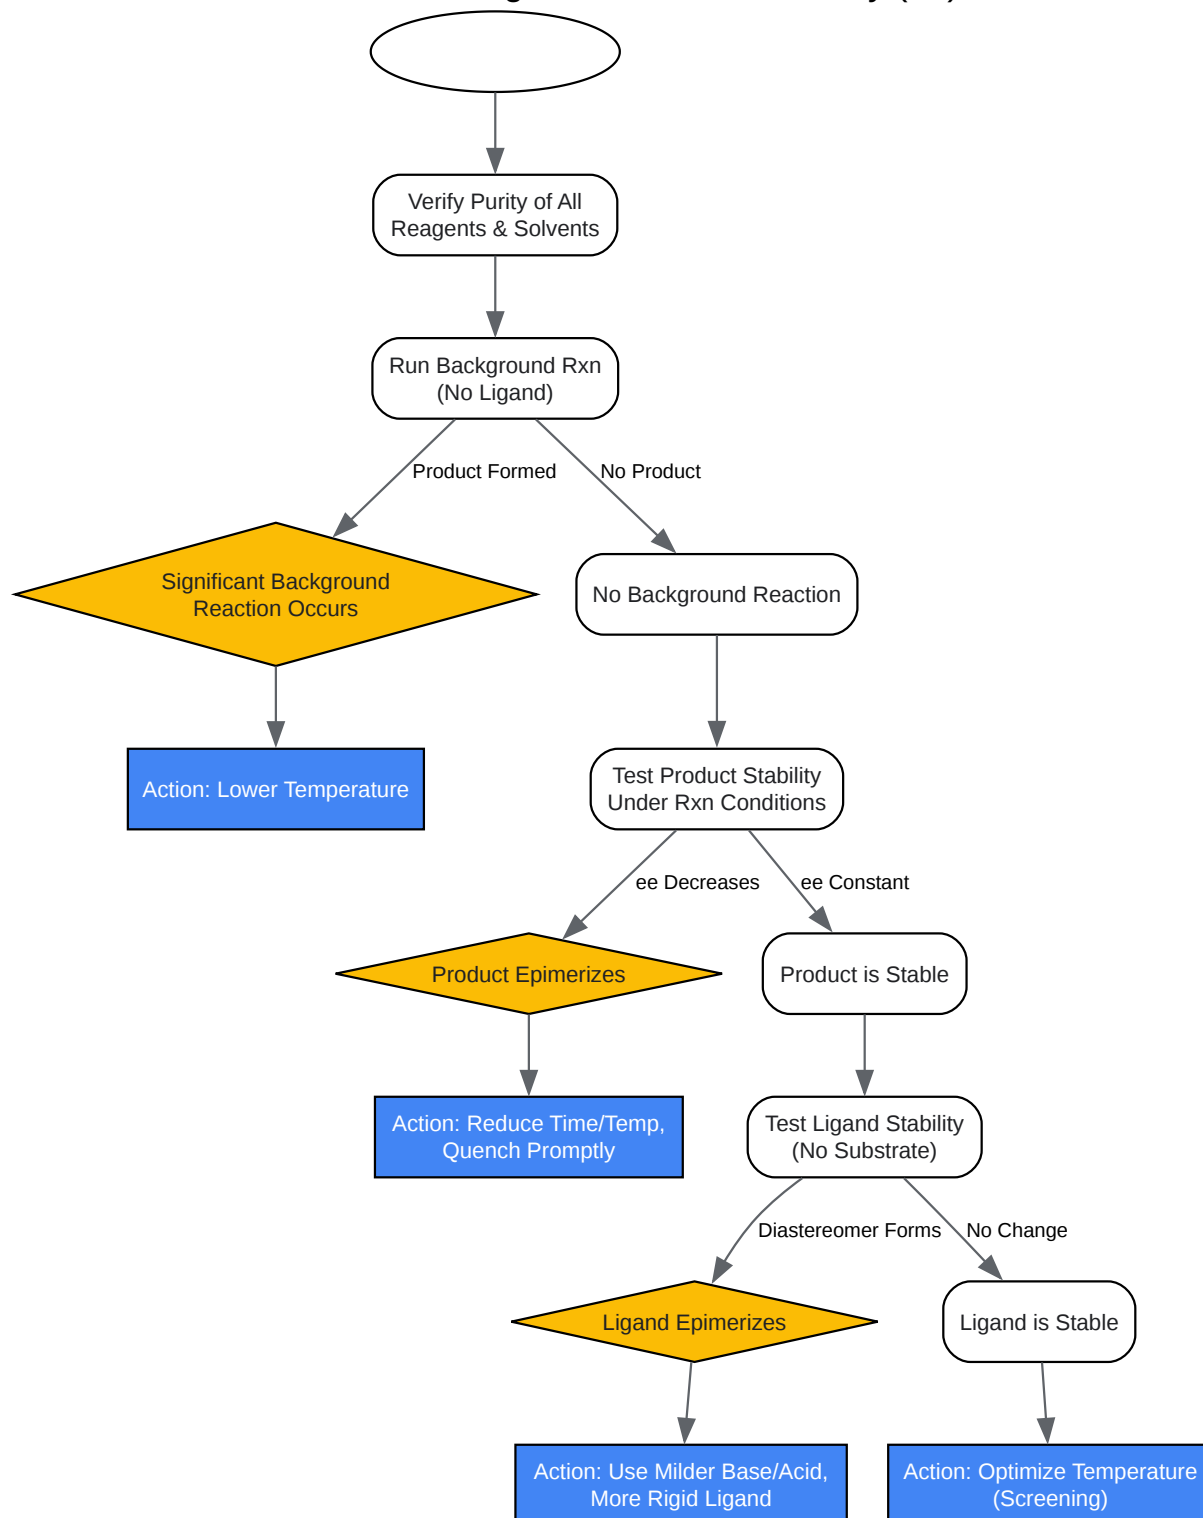 Verify Purity of All
Reagents & Solvents
Run Background Rxn
(No Ligand)
Product Formed
No Product
Significant Background
Reaction Occurs
No Background Reaction
Action: Lower Temperature
Test Product Stability
Under Rxn Conditions
ee Decreases
ee Constant
Product Epimerizes
Product is Stable
Action: Reduce Time/Temp,
Quench Promptly
Test Ligand Stability
(No Substrate)
Diastereomer Forms
No Change
Ligand Epimerizes
Ligand is Stable
Action: Use Milder Base/Acid,
More Rigid Ligand
Action: Optimize Temperature
(Screening)